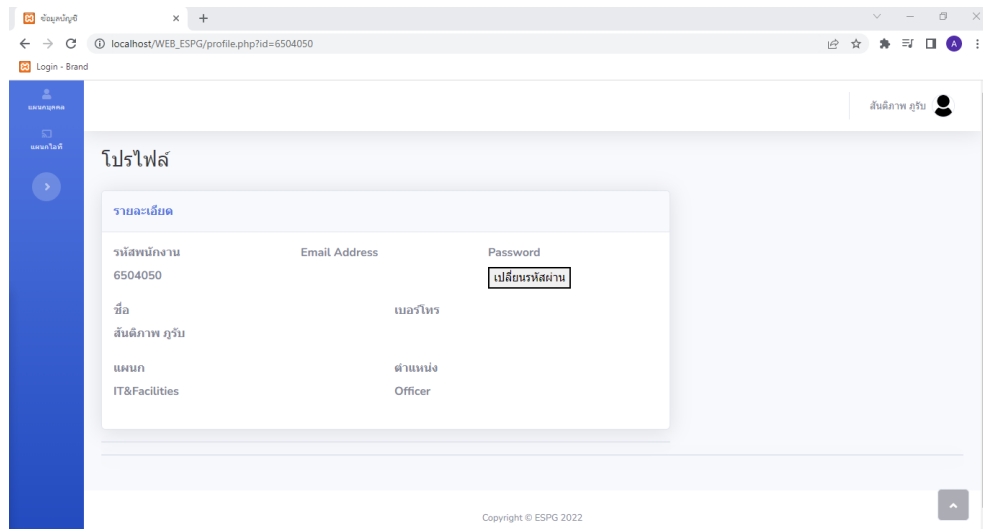 ข้อมูลบัญชี
localhost/WEB_ESPG/profile.php?id=6504050
A
Login - Brand
แผนกบุคคล
แผนกไอที
สันติภาพ ภูรับ
โปรไฟล์
รายละเอียด
รหัสพนักงาน Email Address Password
6504050 เปลี่ยนรหัสผ่าน
ชื่อ เบอร์โทร
สันติภาพ ภูรับ
แผนก ตำแหน่ง
IT&Facilities Officer
Copyright © ESPG 2022